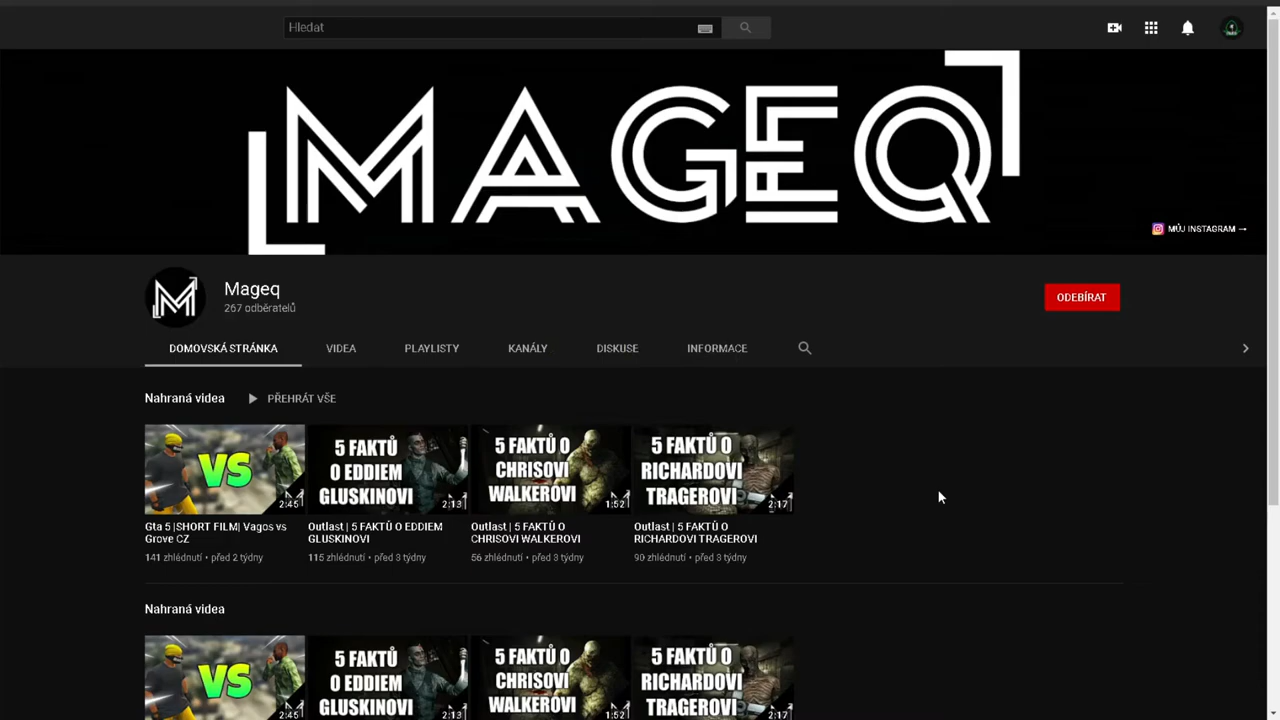 Hledat
MAGEQ
MŮJ INSTAGRAM →
Mageq
267 odběratelů
ODEBÍRAT
DOMOVSKÁ STRÁNKA VIDEA PLAYLISTY KANÁLY DISKUSE INFORMACE
Nahraná videa PŘEHRÁT VŠE
VS
2:45
5 FAKTŮ
O EDDIEM
GLUSKINOVI
2:13
5 FAKTŮ O
CHRISOVI
WALKEROVI
1:52
5 FAKTŮ O
RICHARDOVI
TRAGEROVI
2:17
Gta 5 |SHORT FILM| Vagos vs
Grove CZ
141 zhlédnutí • před 2 týdny
Outlast | 5 FAKTŮ O EDDIEM
GLUSKINOVI
115 zhlédnutí • před 3 týdny
Outlast | 5 FAKTŮ O
CHRISOVI WALKEROVI
56 zhlédnutí • před 3 týdny
Outlast | 5 FAKTŮ O
RICHARDOVI TRAGEROVI
90 zhlédnutí • před 3 týdny
Nahraná videa
VS
2:45
5 FAKTŮ
O EDDIEM
GLUSKINOVI
2:13
5 FAKTŮ O
CHRISOVI
WALKEROVI
1:52
5 FAKTŮ O
RICHARDOVI
TRAGEROVI
2:17